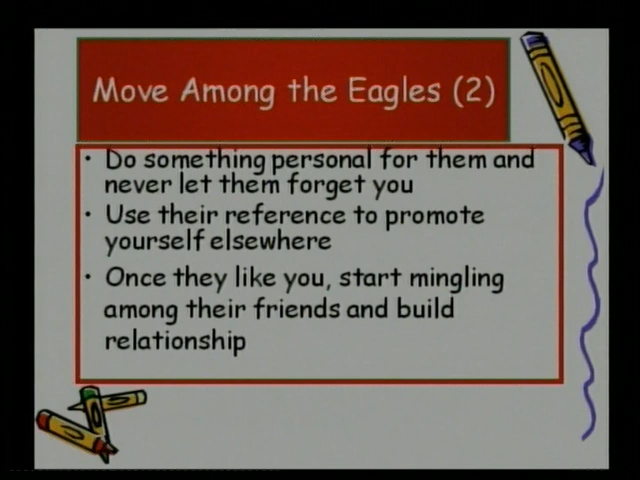 Move Among the Eagles (2)
• Do something personal for them and
never let them forget you
• Use their reference to promote
yourself elsewhere
• Once they like you, start mingling
among their friends and build
relationship